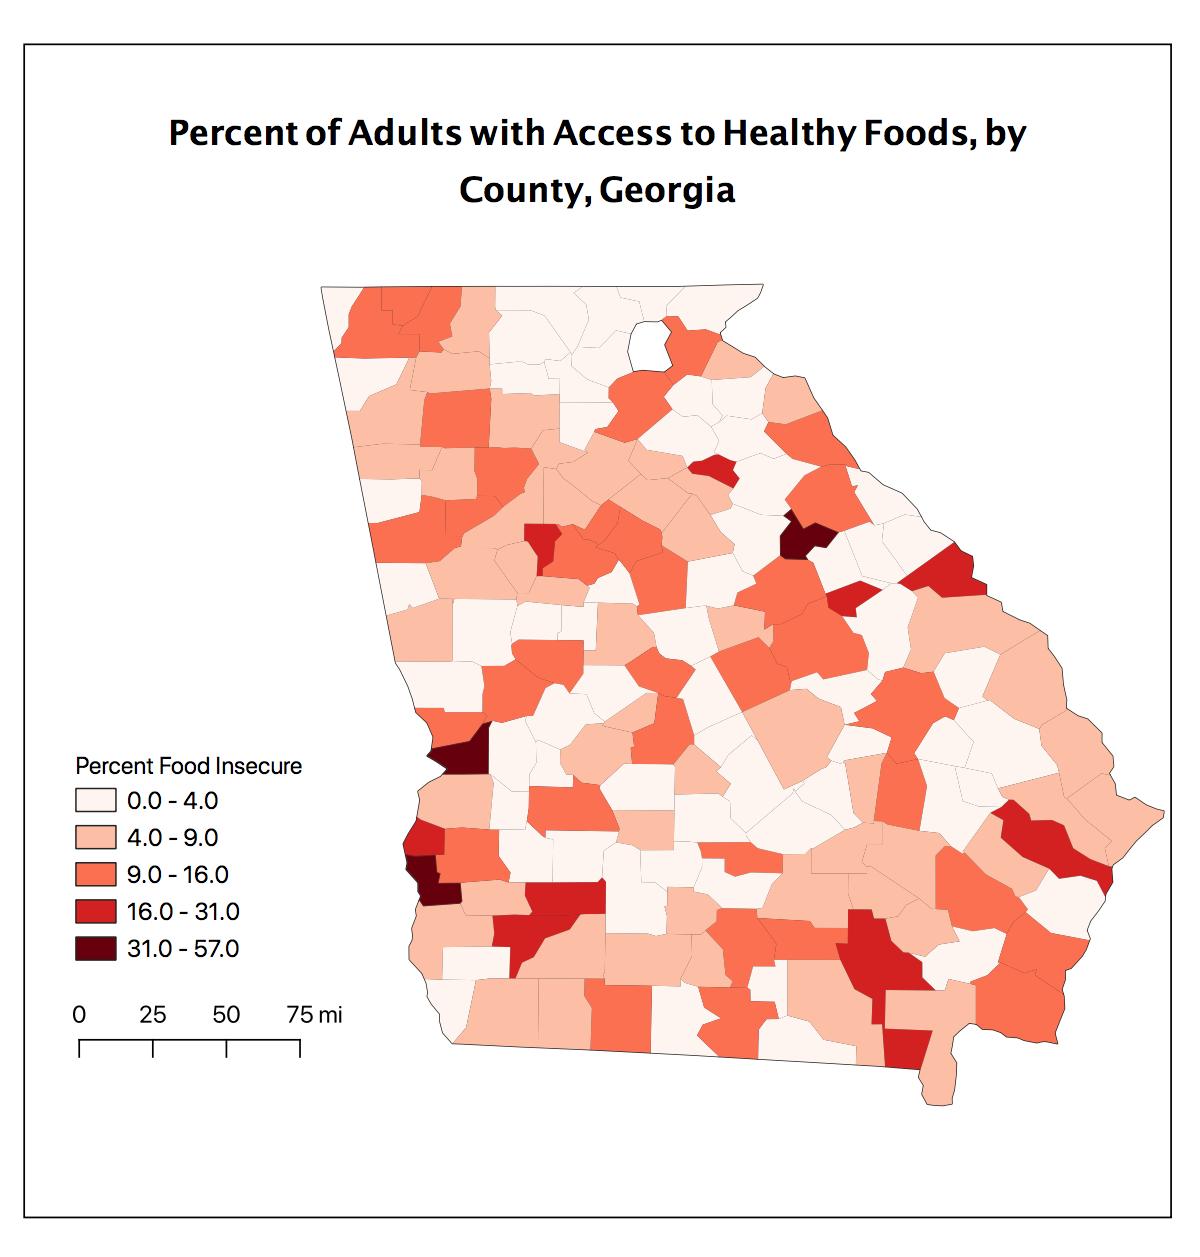 Percent of Adults with Access to Healthy Foods, by
County, Georgia
Percent Food Insecure
0.0 - 4.0
4.0 - 9.0
9.0 - 16.0
16.0 - 31.0
31.0 - 57.0
0 25 50 75 mi